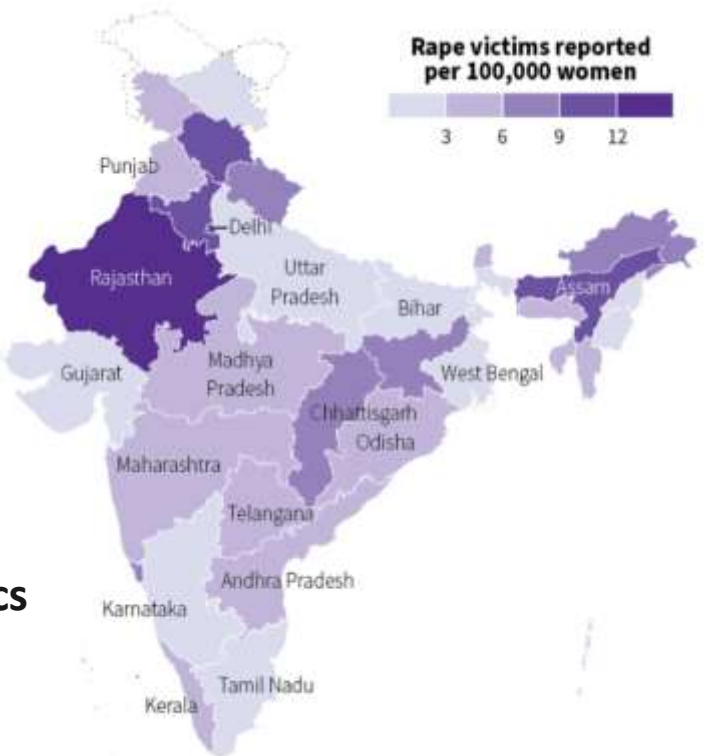 Rape victims reported
per 100,000 women
3 6 9 12
Punjab
Delhi
Rajasthan
Uttar
Pradesh
Assam
Bihar
Gujarat
Madhya
Pradesh
West Bengal
Chhattisgarh
Odisha
Maharashtra
Telangana
cs
Andhra Pradesh
Karnataka
Tamil Nadu
Kerala